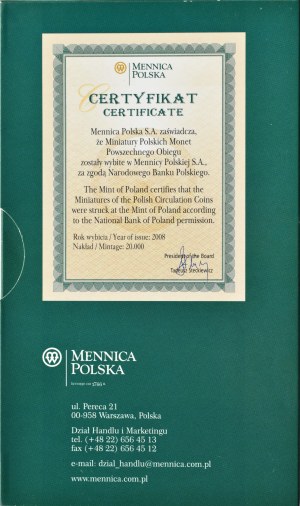 MENNICA
POLSKA
CERTYFIKAT
CERTIFICATE
Mennica Polska S.A. zaświadcza,
że Miniatury Polskich Monet
Powszechnego Obiegu
zostały wybite w Mennicy Polskiej S.A.,
za zgodą Narodowego Banku Polskiego.
The Mint of Poland certifies that the
Miniatures of the Polish Circulation Coins
were struck at the Mint of Poland according
to the National Bank of Poland permission.
Rok wybicia / Year of issue: 2008
Nakład / Mintage: 20.000
President of the Board
Tadeusz Steckiewicz
MENNICA
POLSKA
1766
ul. Pereca 21
00-958 Warszawa, Polska
Dział Handlu i Marketingu
tel. (+48 22) 656 45 13
fax (+48 22) 656 45 12
e-mail: dzial_handlu@mennica.com.pl
www.mennica.com.pl